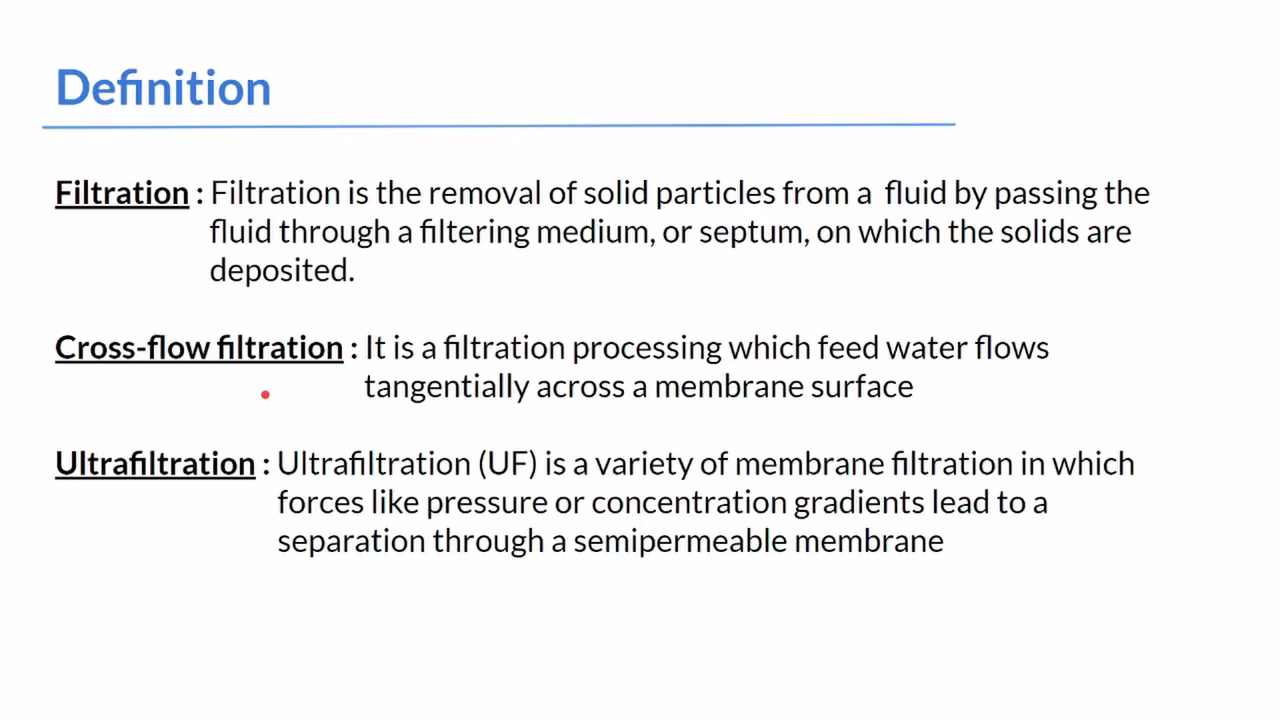 Definition
Filtration : Filtration is the removal of solid particles from a fluid by passing the
fluid through a filtering medium, or septum, on which the solids are
deposited.
Cross-flow filtration : It is a filtration processing which feed water flows
tangentially across a membrane surface
Ultrafiltration : Ultrafiltration (UF) is a variety of membrane filtration in which
forces like pressure or concentration gradients lead to a
separation through a semipermeable membrane